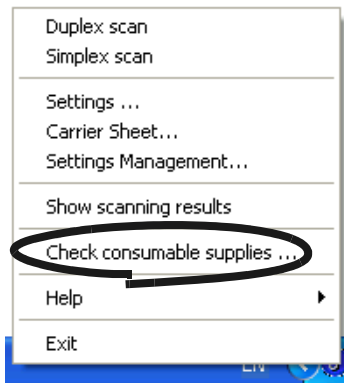 Duplex scan
Simplex scan
Settings ...
Carrier Sheet...
Settings Management...
Show scanning results
Check consumable supplies ...
Help
Exit
EN